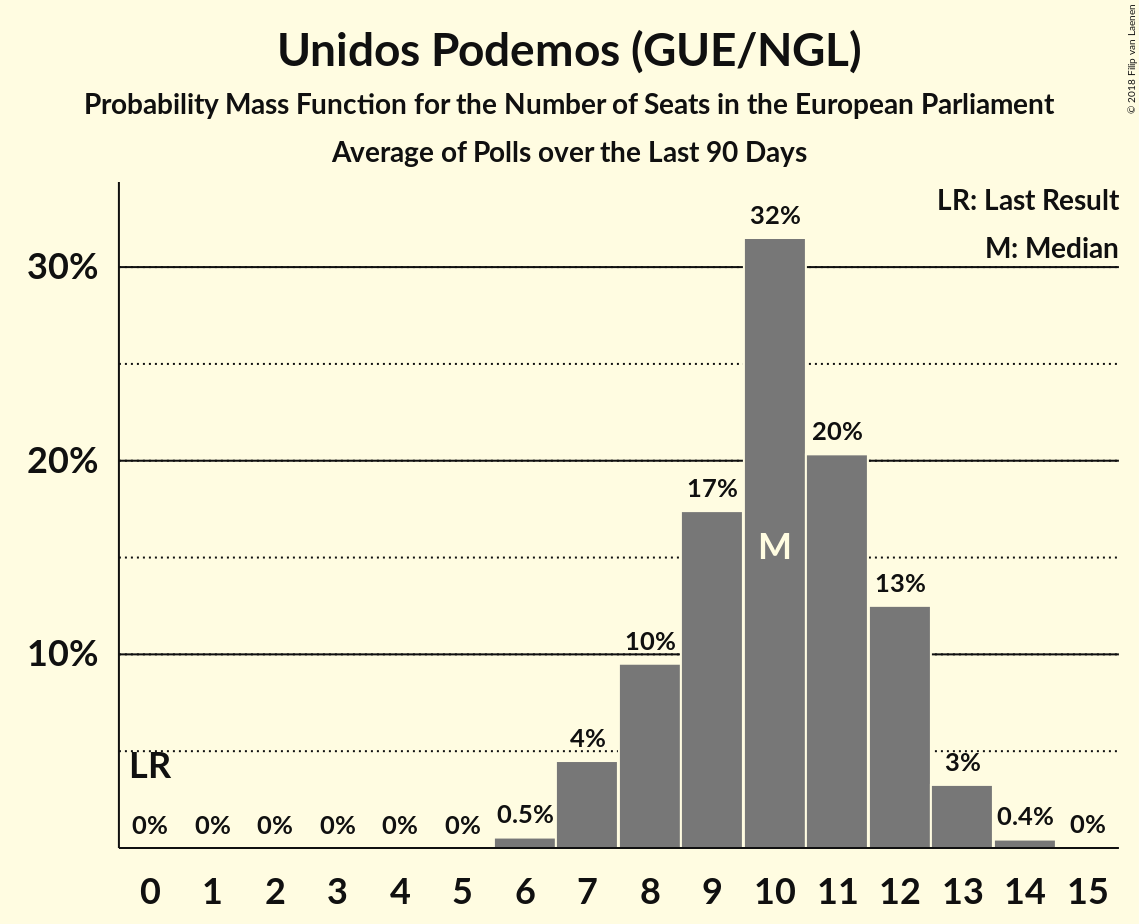 Unidos Podemos (GUE/NGL)
Probability Mass Function for the Number of Seats in the European Parliament
Average of Polls over the Last 90 Days
© 2018 Filip van Laenen
LR: Last Result
M: Median
32%
30%
20%
20%
17%
M
13%
10%
10%
4%
LR
3%
0% 0% 0% 0% 0% 0% 0.5% 0.4% 0%
0 1 2 3 4 5 6 7 8 9 10 11 12 13 14 15